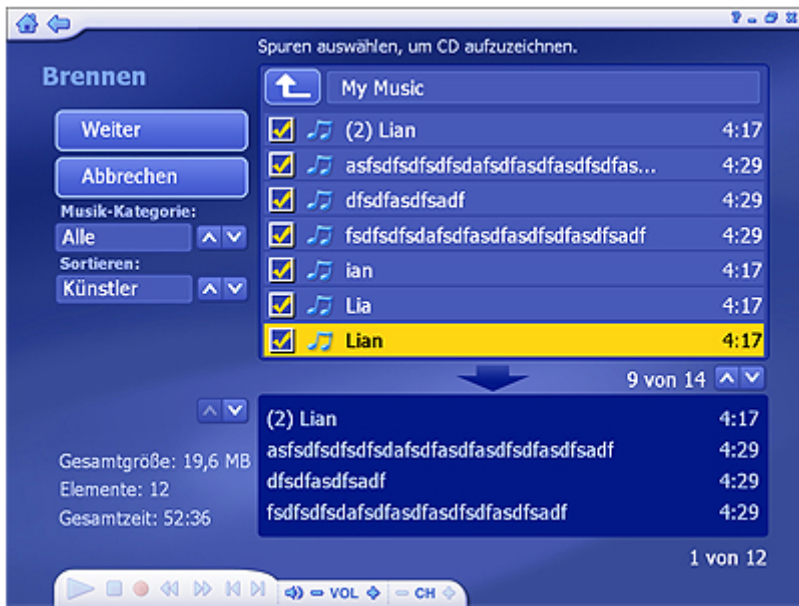 Spuren auswählen, um CD aufzuzeichnen.
Brennen
Weiter
Abbrechen
Musik-Kategorie:
Alle
Sortieren:
Künstler
My Music
(2) Lian 4:17
asfsdfsdfsdfsdafsdfasdfasdfsdfas... 4:29
dfsdfasdfsadf 4:29
fsdfsdfsdafsdfasdfasdfsdfasdfsadf 4:29
ian 4:17
Lia 4:17
Lian 4:17
9 von 14
(2) Lian 4:17
asfsdfsdfsdfsdafsdfasdfasdfsdfasdfsadf 4:29
dfsdfasdfsadf 4:29
fsdfsdfsdafsdfasdfasdfsdfasdfsadf 4:29
Gesamtgröße: 19,6 MB
Elemente: 12
Gesamtzeit: 52:36
1 von 12
VOL CH